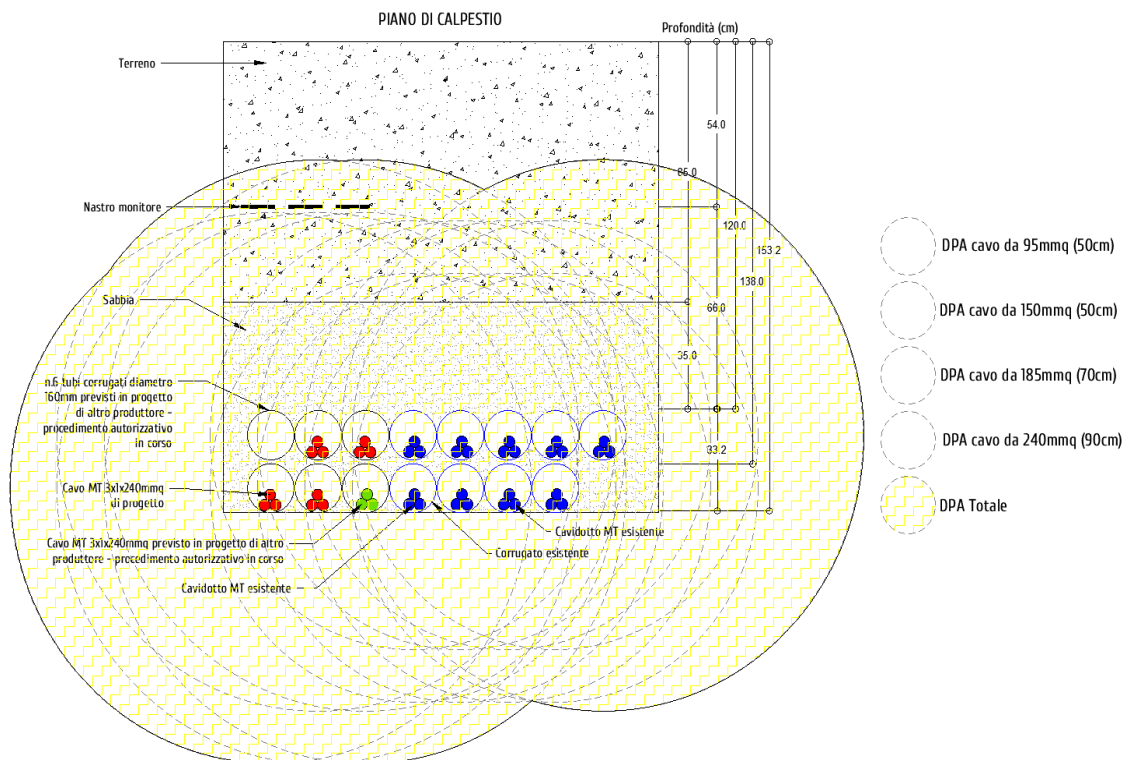 PIANO DI CALPESTIO
Profondità (cm)
Terreno
54.0
86.0
Nastro monitore
120.0
153.2
138.0
DPA cavo da 95mmq (50cm)
Sabbia
66.0
DPA cavo da 150mmq (50cm)
35.0
DPA cavo da 185mmq (70cm)
n.6 tubi corrugati diametro
160mm previsti in progetto
di altro produttore -
procedimento autorizzativo
in corso
DPA cavo da 240mmq (90cm)
33.2
Cavo MT 3x1x240mmq
di progetto
DPA Totale
Cavidotto MT esistente
Cavo MT 3x1x240mmq previsto in progetto di altro
produttore - procedimento autorizzativo in corso
Corrugato esistente
Cavidotto MT esistente